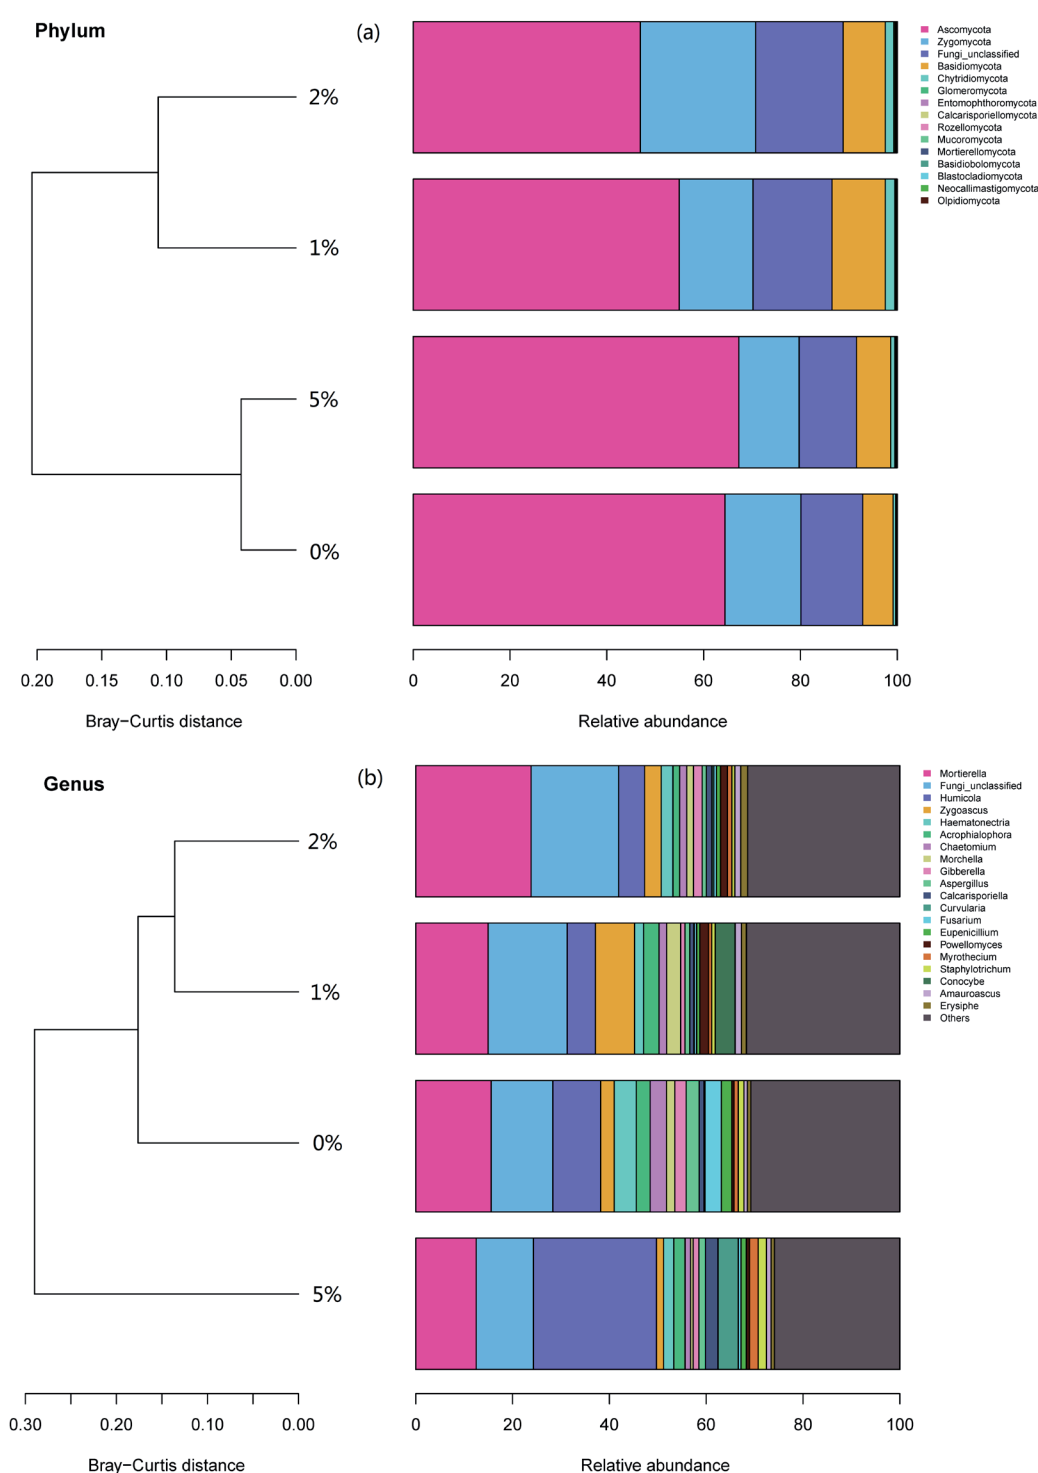 Phylum
(a)
2%
1%
5%
0%
Ascomycota
Zygomycota
Fungi_unclassified
Basidiomycota
Chytridiomycota
Glomeromycota
Entomophthoromycota
Calcarisporiellomycota
Rozellomycota
Mucoromycota
Mortierellomycota
Basidiobolomycota
Blastocladiomycota
Neocallimastigomycota
Olpidiomycota
0.20 0.15 0.10 0.05 0.00
Bray−Curtis distance
0 20 40 60 80 100
Relative abundance
Genus
(b)
2%
1%
0%
5%
Mortierella
Fungi_unclassified
Humicola
Zygoascus
Haematonectria
Acrophialophora
Chaetomium
Morchella
Gibberella
Aspergillus
Calcarisporiella
Curvularia
Fusarium
Eupenicillium
Powellomyces
Myrothecium
Staphylotrichum
Conocybe
Amauroascus
Erysiphe
Others
0.30 0.20 0.10 0.00
Bray−Curtis distance
0 20 40 60 80 100
Relative abundance